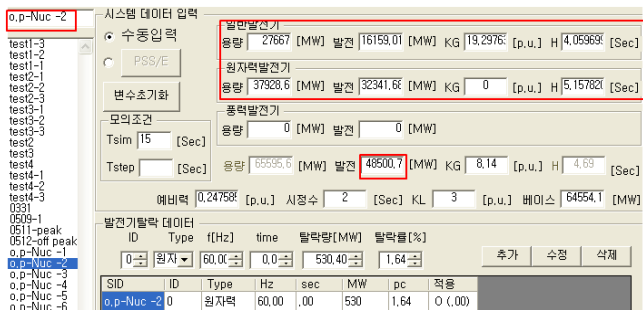 o,p-Nuc -2
시스템 데이터 입력
수동입력
PSS/E
변수초기화
일반발전기
용량 27667 [MW] 발전 16159,01 [MW] KG 19,2976 [p.u.] H 4,05969 [Sec]
원자력발전기
용량 37928,6 [MW] 발전 32341,68 [MW] KG 0 [p.u.] H 5,15782 [Sec]
풍력발전기
용량 0 [MW] 발전 0 [MW]
모의조건
Tsim 15 [Sec]
Tstep [Sec]
용량 65595,6 [MW] 발전 48500,7 [MW] KG 8,14 [p.u.] H 4,69 [Sec]
예비력 0,24758 [p.u.] 시정수 2 [Sec] KL 3 [p.u.] 베이스 64554,1 [MW]
test1-3
test1-2
test1-1
test2-1
test2-2
test2-3
test3-1
test3-2
test3-3
test2
test3
test4
test4-1
test4-2
test4-3
0331
0509-1
0511-peak
0512-off peak
o,p-Nuc -1
o,p-Nuc -2
o,p-Nuc -3
o,p-Nuc -4
o,p-Nuc -5
o,p-Nuc -6
발전기탈락 데이터
ID Type f[Hz] time 탈락량[MW] 탈락률[%]
0 원자 60,00 0,0 530,40 1,64 추가 수정 삭제
SID ID Type Hz sec MW pc 적용
o,p-Nuc -2 0 원자력 60,00 ,00 530 1,64 O (,00)